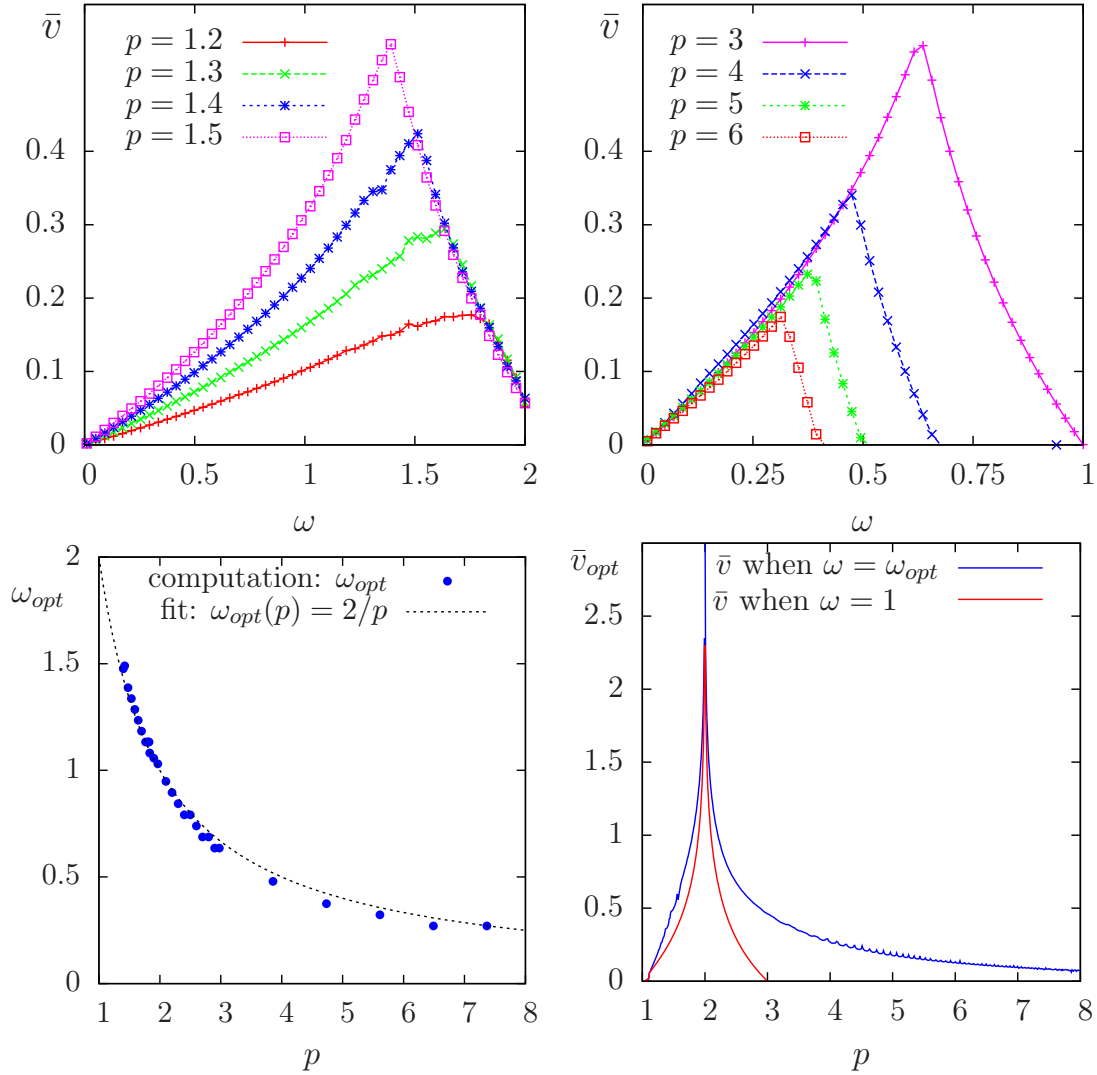 v̄
p = 1.2
p = 1.3
p = 1.4
p = 1.5
0.4
0.3
0.2
0.1
0
0 0.5 1 1.5 2
ω
v̄
p = 3
p = 4
p = 5
p = 6
0.4
0.3
0.2
0.1
0
0 0.25 0.5 0.75 1
ω
ω_opt
computation: ω_opt
fit: ω_opt(p) = 2/p
2
1.5
1
0.5
0
1 2 3 4 5 6 7 8
p
v̄_opt
v̄ when ω = ω_opt
v̄ when ω = 1
2.5
2
1.5
1
0.5
0
1 2 3 4 5 6 7 8
p